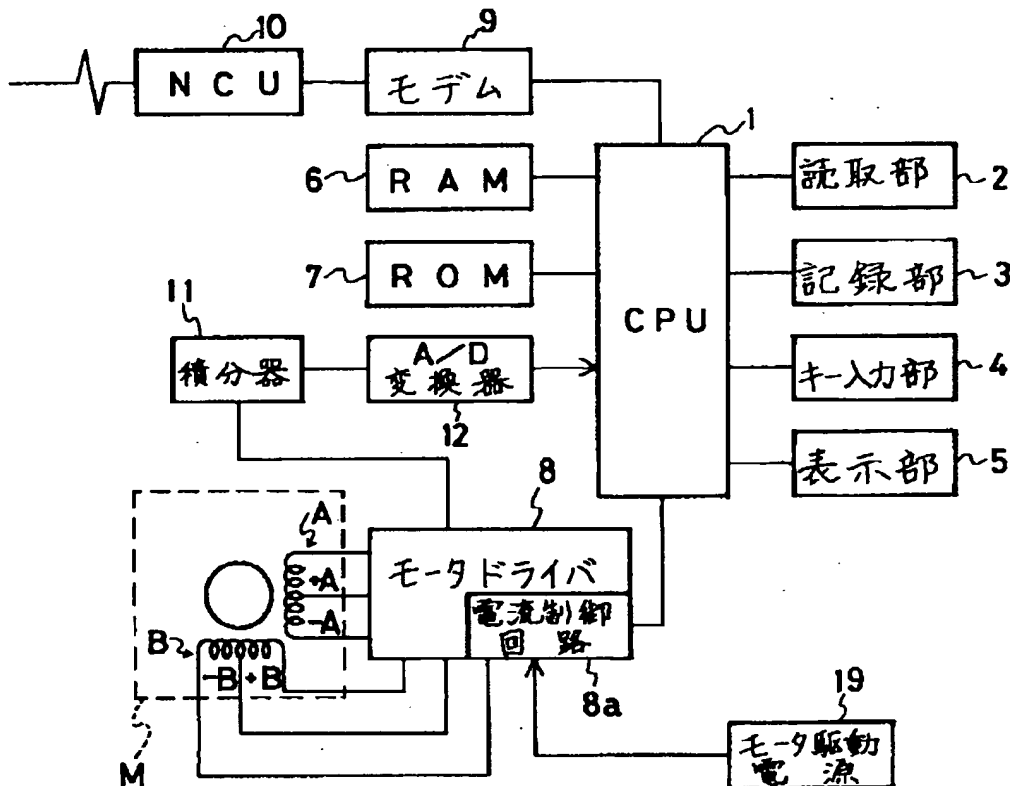 10
NCU
9
モデム
1
CPU
6
RAM
7
ROM
読取部
2
記録部
3
キー入力部
4
表示部
5
11
積分器
A/D
変換器
12
8
モータドライバ
電流制御
回路
8a
A
+A
-A
B
-B +B
M
19
モータ駆動
電源